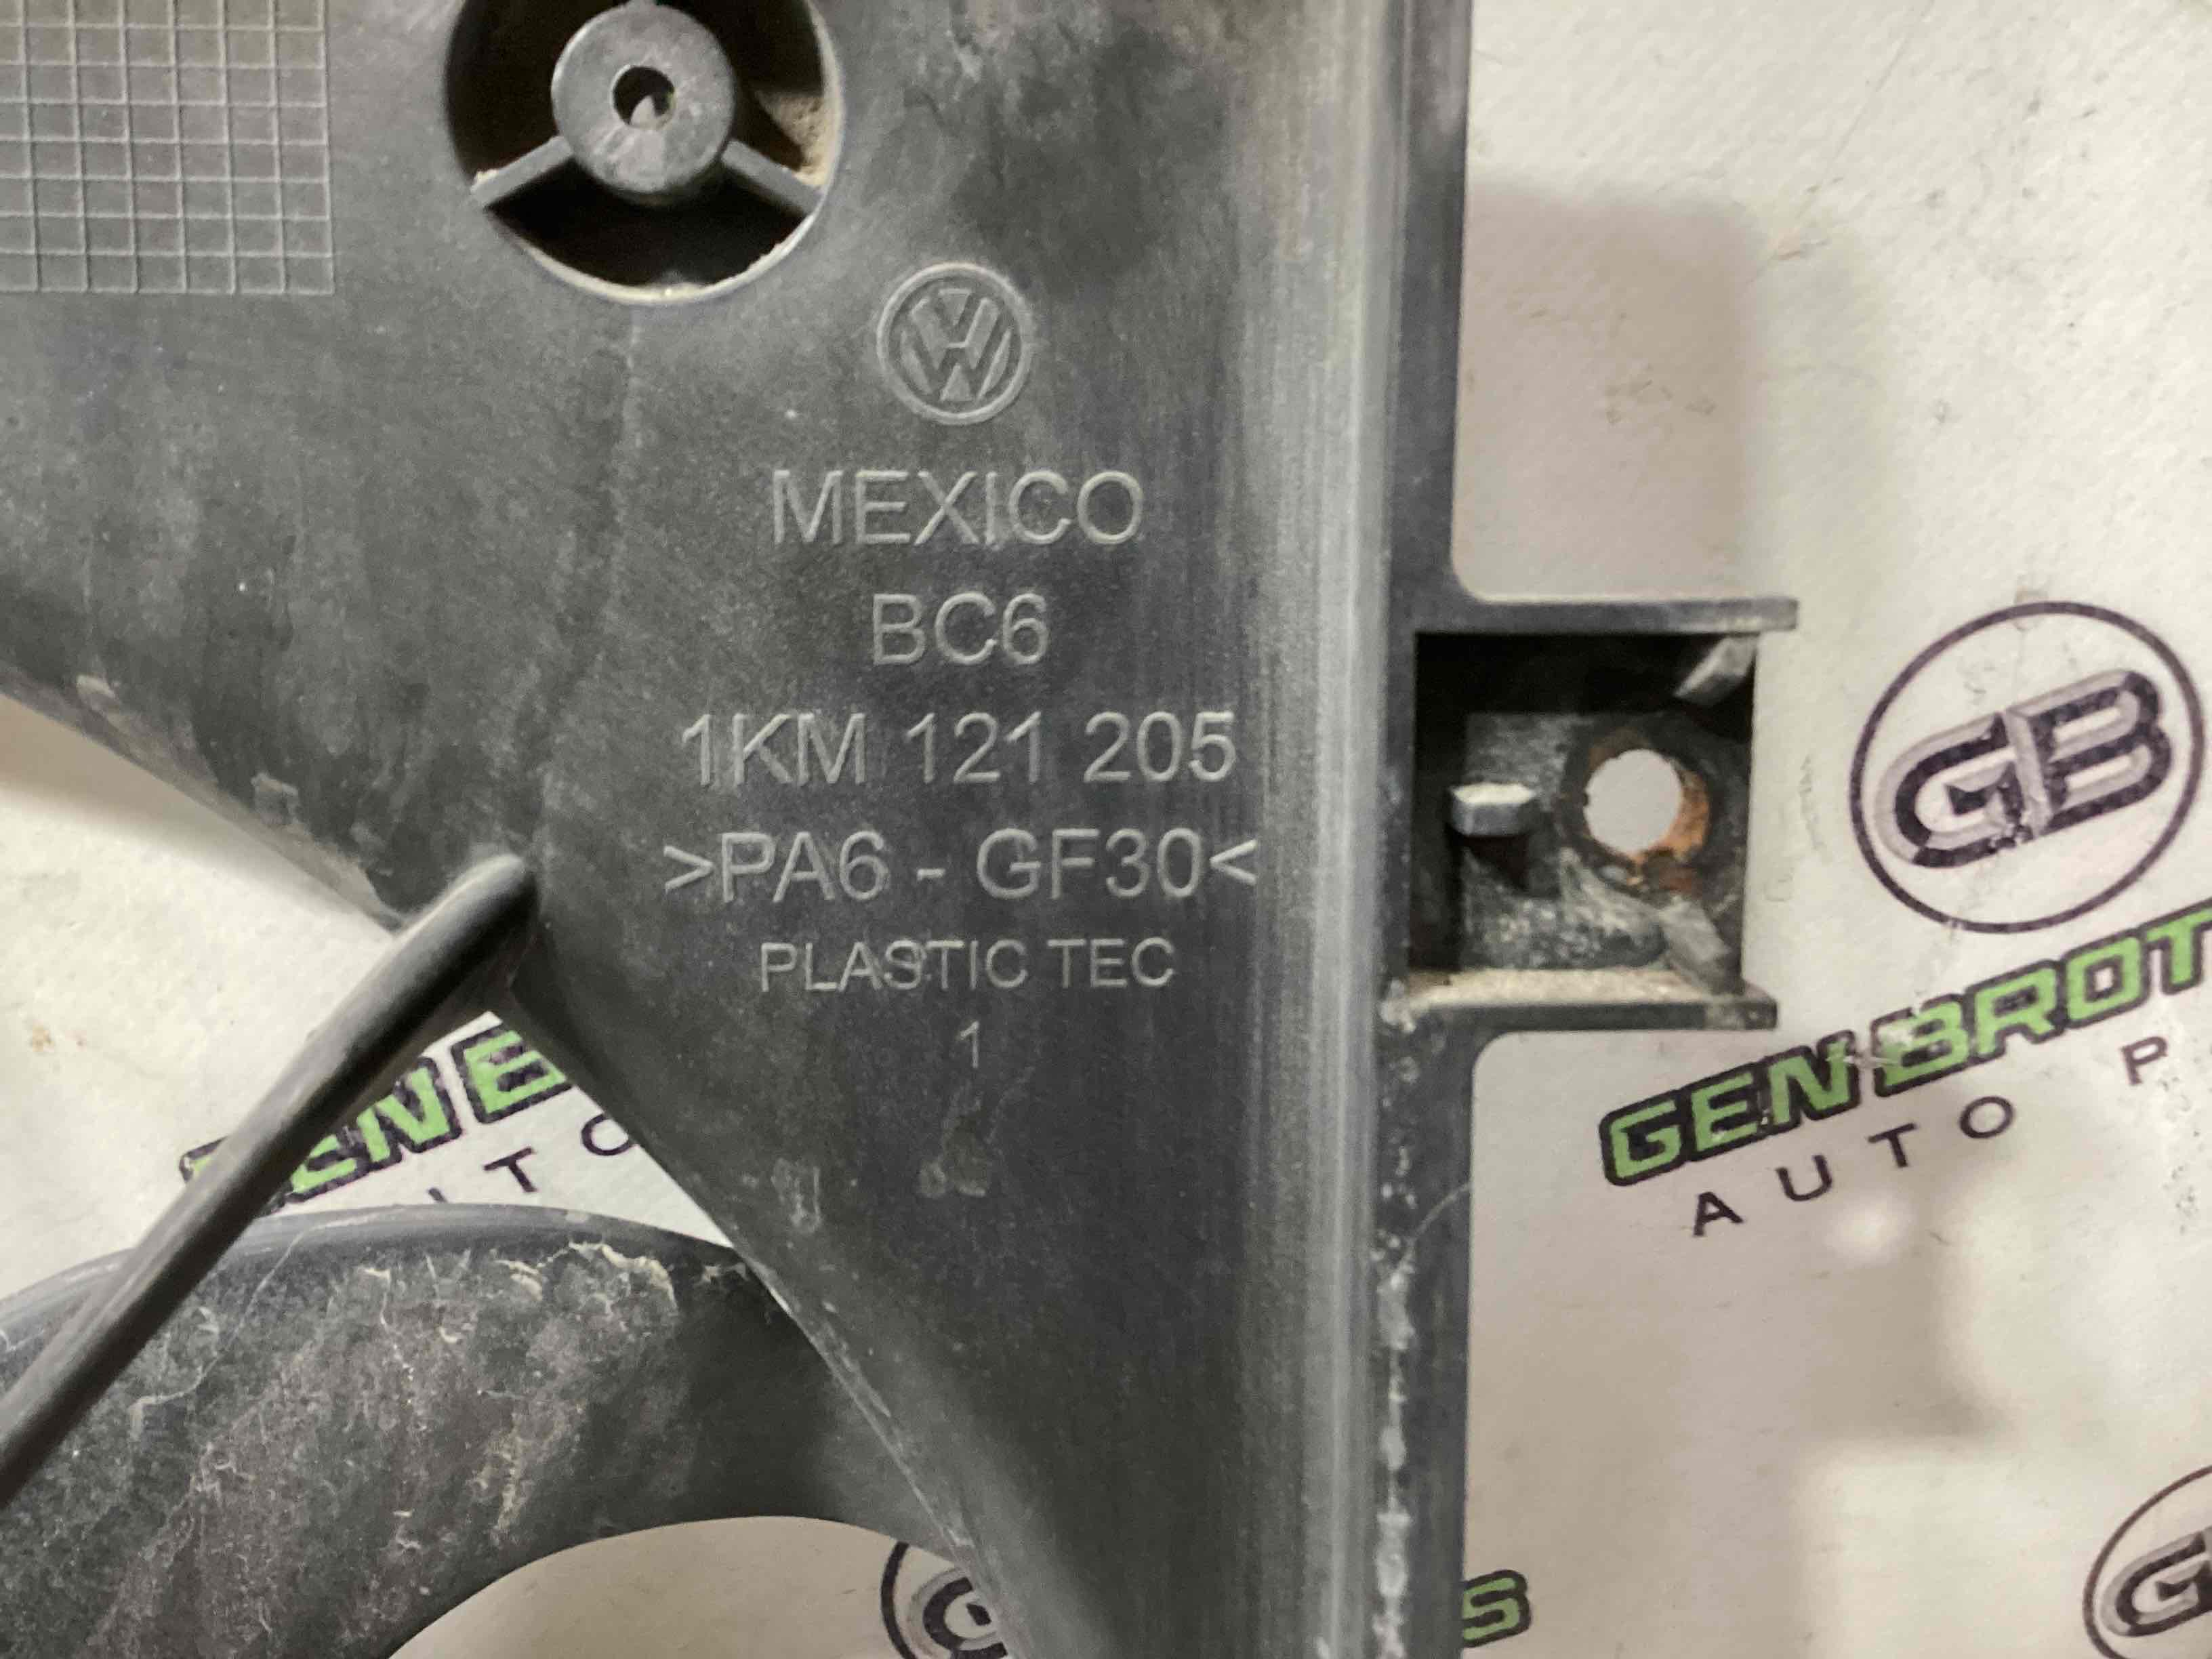 MEXICO
BC6
1KM 121 205
>PA6 - GF30<
PLASTIC TEC
1
GB
GEN BROT
AUTO P